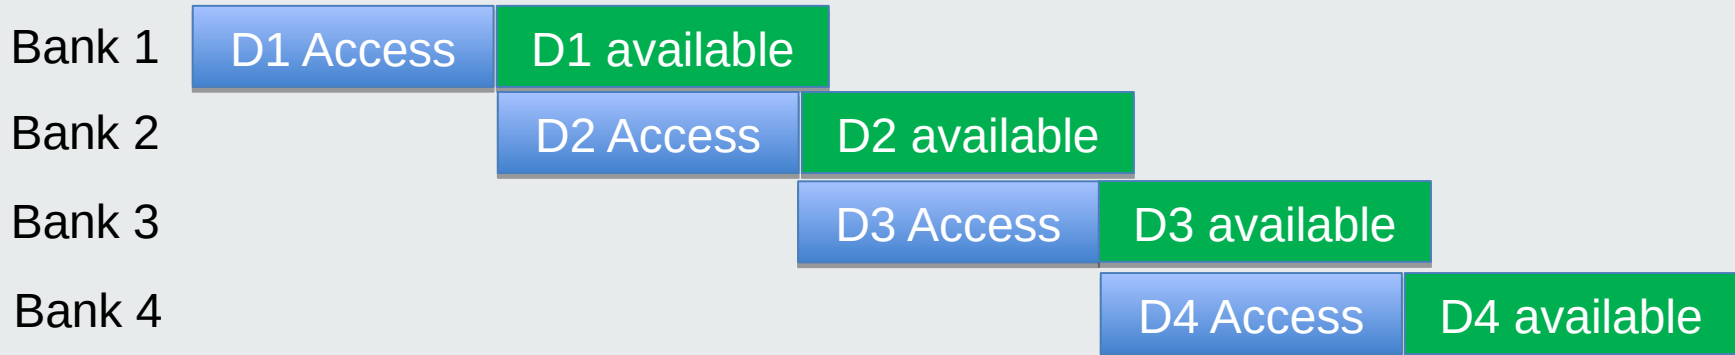 Bank 1 D1 Access D1 available
Bank 2 D2 Access D2 available
Bank 3 D3 Access D3 available
Bank 4 D4 Access D4 available